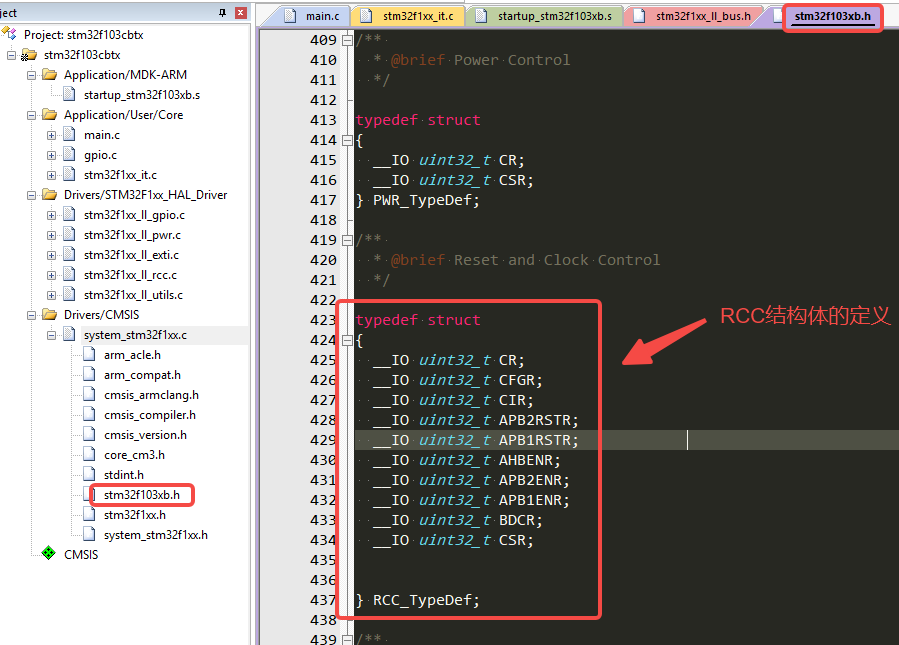 ject
Project: stm32f103cbtx
stm32f103cbtx
Application/MDK-ARM
startup_stm32f103xb.s
Application/User/Core
main.c
gpio.c
stm32f1xx_it.c
Drivers/STM32F1xx_HAL_Driver
stm32f1xx_ll_gpio.c
stm32f1xx_ll_pwr.c
stm32f1xx_ll_exti.c
stm32f1xx_ll_rcc.c
stm32f1xx_ll_utils.c
Drivers/CMSIS
system_stm32f1xx.c
arm_acle.h
arm_compat.h
cmsis_armclang.h
cmsis_compiler.h
cmsis_version.h
core_cm3.h
stdint.h
stm32f103xb.h
stm32f1xx.h
system_stm32f1xx.h
CMSIS
main.c stm32f1xx_it.c startup_stm32f103xb.s stm32f1xx_ll_bus.h stm32f103xb.h
409 /**
410 * @brief Power Control
411 */
412
413 typedef struct
414 {
415 __IO uint32_t CR;
416 __IO uint32_t CSR;
417 } PWR_TypeDef;
418
419 /**
420 * @brief Reset and Clock Control
421 */
422
423 typedef struct
424 {
425 __IO uint32_t CR;
426 __IO uint32_t CFGR;
427 __IO uint32_t CIR;
428 __IO uint32_t APB2RSTR;
429 __IO uint32_t APB1RSTR;
430 __IO uint32_t AHBENR;
431 __IO uint32_t APB2ENR;
432 __IO uint32_t APB1ENR;
433 __IO uint32_t BDCR;
434 __IO uint32_t CSR;
435
436
437 } RCC_TypeDef;
438
439 /**
RCC结构体的定义